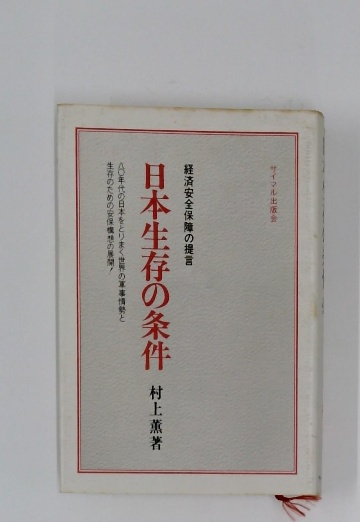 サイマル出版会
経済安全保障の提言
日本生存の条件
村上薫著
八〇年代の日本をとりまく世界の軍事情勢と
生存のための安保構想の展開！